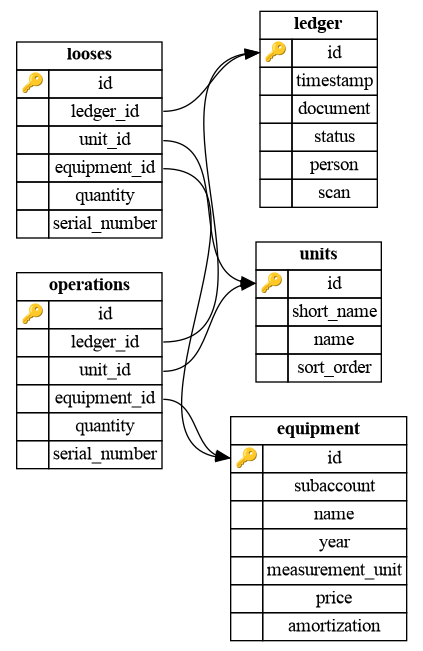 looses
id
ledger_id
unit_id
equipment_id
quantity
serial_number
operations
id
ledger_id
unit_id
equipment_id
quantity
serial_number
ledger
id
timestamp
document
status
person
scan
units
id
short_name
name
sort_order
equipment
id
subaccount
name
year
measurement_unit
price
amortization